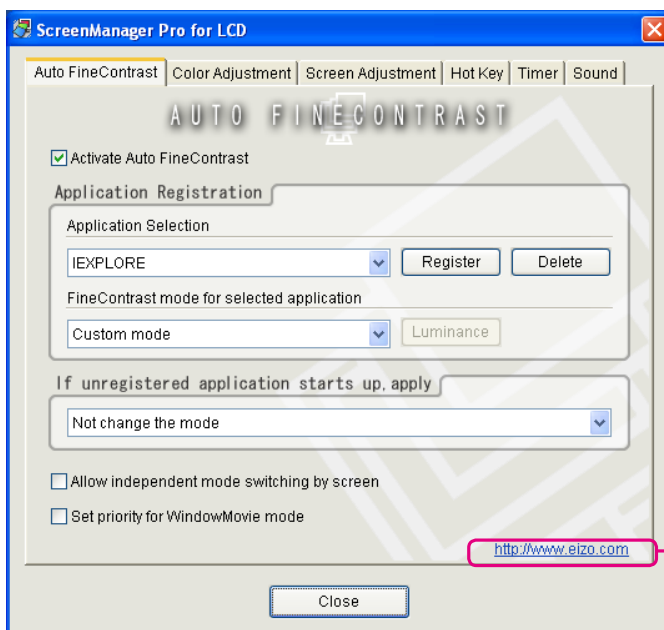 ScreenManager Pro for LCD
Auto FineContrast Color Adjustment Screen Adjustment Hot Key Timer Sound
AUTO FINECONTRAST
Activate Auto FineContrast
Application Registration
Application Selection
IEXPLORE Register Delete
FineContrast mode for selected application
Custom mode Luminance
If unregistered application starts up, apply
Not change the mode
Allow independent mode switching by screen
Set priority for WindowMovie mode
http://www.eizo.com
Close